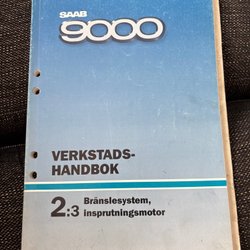 SAAB
9000
VERKSTADS-
HANDBOK
2:3 Bränslesystem,
insprutningsmotor